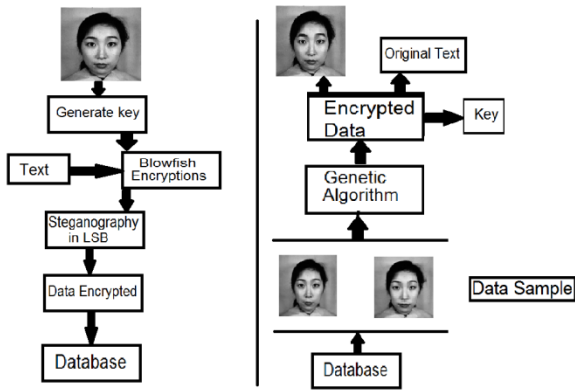 Generate key
Text
Blowfish
Encryptions
Steganography
in LSB
Data Encrypted
Database
Original Text
Encrypted
Data
Key
Genetic
Algorithm
Data Sample
Database